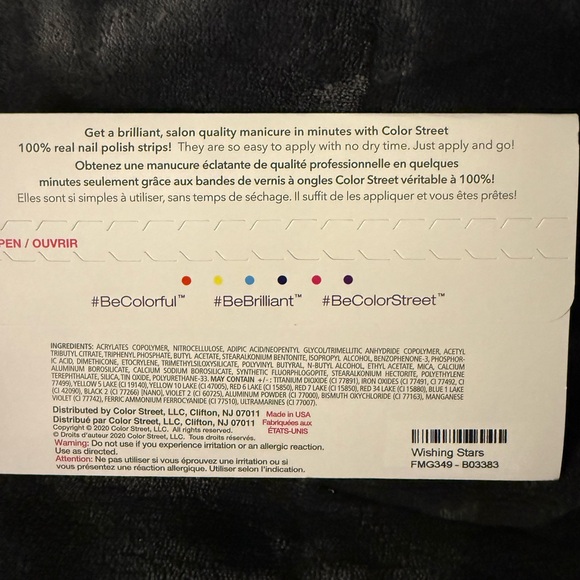 Get a brilliant, salon quality manicure in minutes with Color Street
100% real nail polish strips! They are so easy to apply with no dry time. Just apply and go!
Obtenez une manucure éclatante de qualité professionnelle en quelques
minutes seulement grâce aux bandes de vernis à ongles Color Street véritable à 100%!
Elles sont si simples à utiliser, sans temps de séchage. Il suffit de les appliquer et vous êtes prêtes!
PEN / OUVRIR
#BeColorful™ #BeBrilliant™ #BeColorStreet™
INGREDIENTS: ACRYLATES COPOLYMER, NITROCELLULOSE, ADIPIC ACID/NEOPENTYL GLYCOL/TRIMELLITIC ANHYDRIDE COPOLYMER, ACETYL
TRIBUTYL CITRATE, TRIPHENYL PHOSPHATE, BUTYL ACETATE, STEARALKONIUM BENTONITE, ISOPROPYL ALCOHOL, BENZOPHENONE-3, PHOSPHOR-
IC ACID, DIMETHICONE, ETOCRYLENE, TRIMETHYLSILOXYSILICATE, POLYVINYL BUTYRAL, N-BUTYL ALCOHOL, ETHYL ACETATE, MICA, CALCIUM
ALUMINUM BOROSILICATE, CALCIUM SODIUM BOROSILICATE, SYNTHETIC FLUORPHLOGOPITE, STEARALKONIUM HECTORITE, POLYETHYLENE
TEREPHTHALATE, SILICA, TIN OXIDE, POLYURETHANE-33. MAY CONTAIN +/- : TITANIUM DIOXIDE (CI 77891), IRON OXIDES (CI 77491, CI 77492, CI
77499), YELLOW 5 LAKE (CI 19140), YELLOW 10 LAKE (CI 47005), RED 6 LAKE (CI 15850), RED 7 LAKE (CI 15850), RED 34 LAKE (CI 15880), BLUE 1 LAKE
(CI 42090), BLACK 2 (CI 77266) [NANO], VIOLET 2 (CI 60725), ALUMINUM POWDER (CI 77000), BISMUTH OXYCHLORIDE (CI 77163), MANGANESE
VIOLET (CI 77742), FERRIC AMMONIUM FERROCYANIDE (CI 77510), ULTRAMARINES (CI 77007).
Distributed by Color Street, LLC, Clifton, NJ 07011 Made in USA
Distribué par Color Street, LLC, Clifton, NJ 07011 Fabriquées aux
ÉTATS-UNIS
Copyright © 2020 Color Street, LLC. All rights reserved.
© Droits d'auteur 2020 Color Street, LLC. Tous droits réservés.
Warning: Do not use if you experience irritation or an allergic reaction.
Use as directed.
Attention: Ne pas utiliser si vous éprouvez une irritation ou si
vous présentez une réaction allergique. Utiliser selon l'indication.
Wishing Stars
FMG349 - B03383